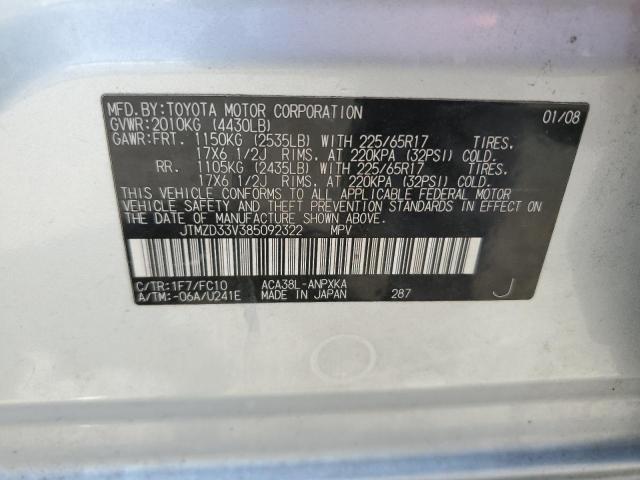 MFD.BY:TOYOTA MOTOR CORPORATION 01/08
GVWR:2010KG (4430LB)
GAWR:FRT. 1150KG (2535LB) WITH 225/65R17 TIRES.
17X6 1/2J RIMS. AT 220KPA (32PSI) COLD.
RR. 1105KG (2435LB) WITH 225/65R17 TIRES.
17X6 1/2J RIMS. AT 220KPA (32PSI) COLD.
THIS VEHICLE CONFORMS TO ALL APPLICABLE FEDERAL MOTOR
VEHICLE SAFETY AND THEFT PREVENTION STANDARDS IN EFFECT ON
THE DATE OF MANUFACTURE SHOWN ABOVE.
JTMZD33V385092322 MPV
C/TR:1F7/FC10 ACA38L-ANPXKA
A/TM:-06A/U241E MADE IN JAPAN 287 J